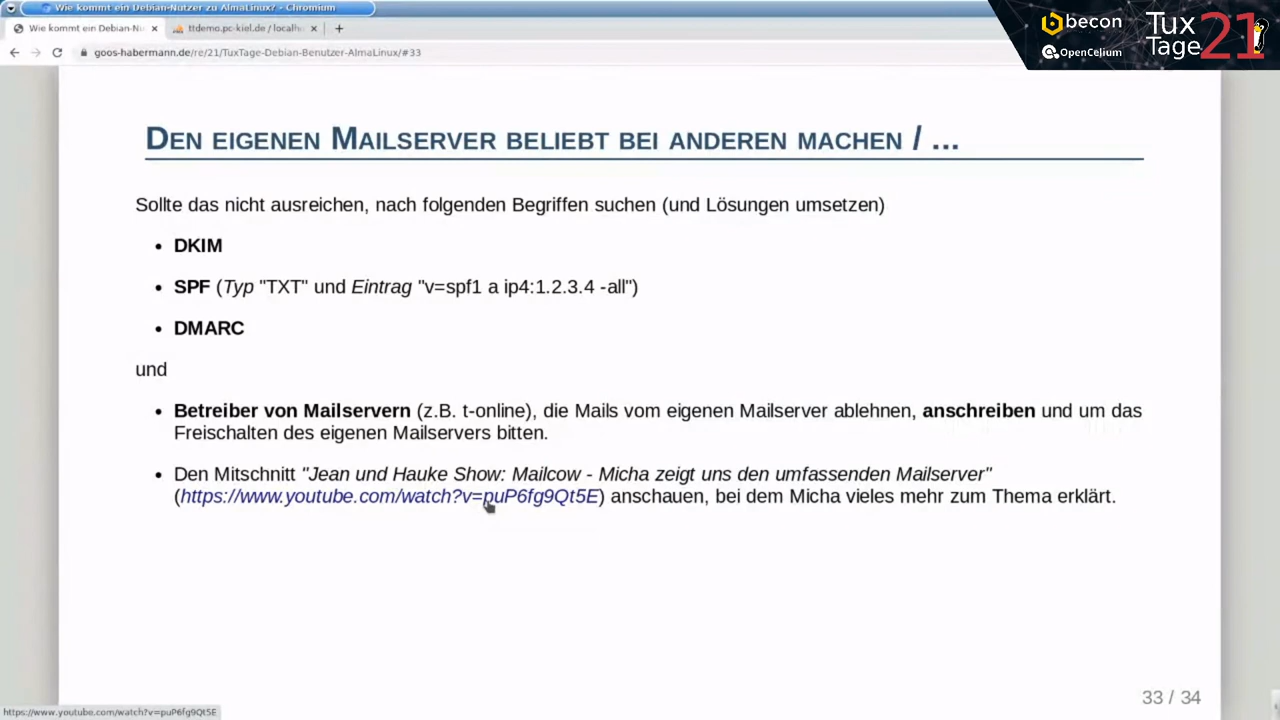 Wie kommt ein Debian-Nutzer zu AlmaLinux? - Chromium
Wie kommt ein Debian-Nu
ttdemo.pc-kiel.de / localh
goos-habermann.de/re/21/TuxTage-Debian-Benutzer-AlmaLinux/#33
becon
OpenCelium
Tux
Tage
21
DEN EIGENEN MAILSERVER BELIEBT BEI ANDEREN MACHEN / ...
Sollte das nicht ausreichen, nach folgenden Begriffen suchen (und Lösungen umsetzen)
• DKIM
• SPF (Typ "TXT" und Eintrag "v=spf1 a ip4:1.2.3.4 -all")
• DMARC
und
• Betreiber von Mailservern (z.B. t-online), die Mails vom eigenen Mailserver ablehnen, anschreiben und um das
Freischalten des eigenen Mailservers bitten.
• Den Mitschnitt "Jean und Hauke Show: Mailcow - Micha zeigt uns den umfassenden Mailserver"
(https://www.youtube.com/watch?v=puP6fg9Qt5E) anschauen, bei dem Micha vieles mehr zum Thema erklärt.
33 / 34
https://www.youtube.com/watch?v=puP6fg9Qt5E